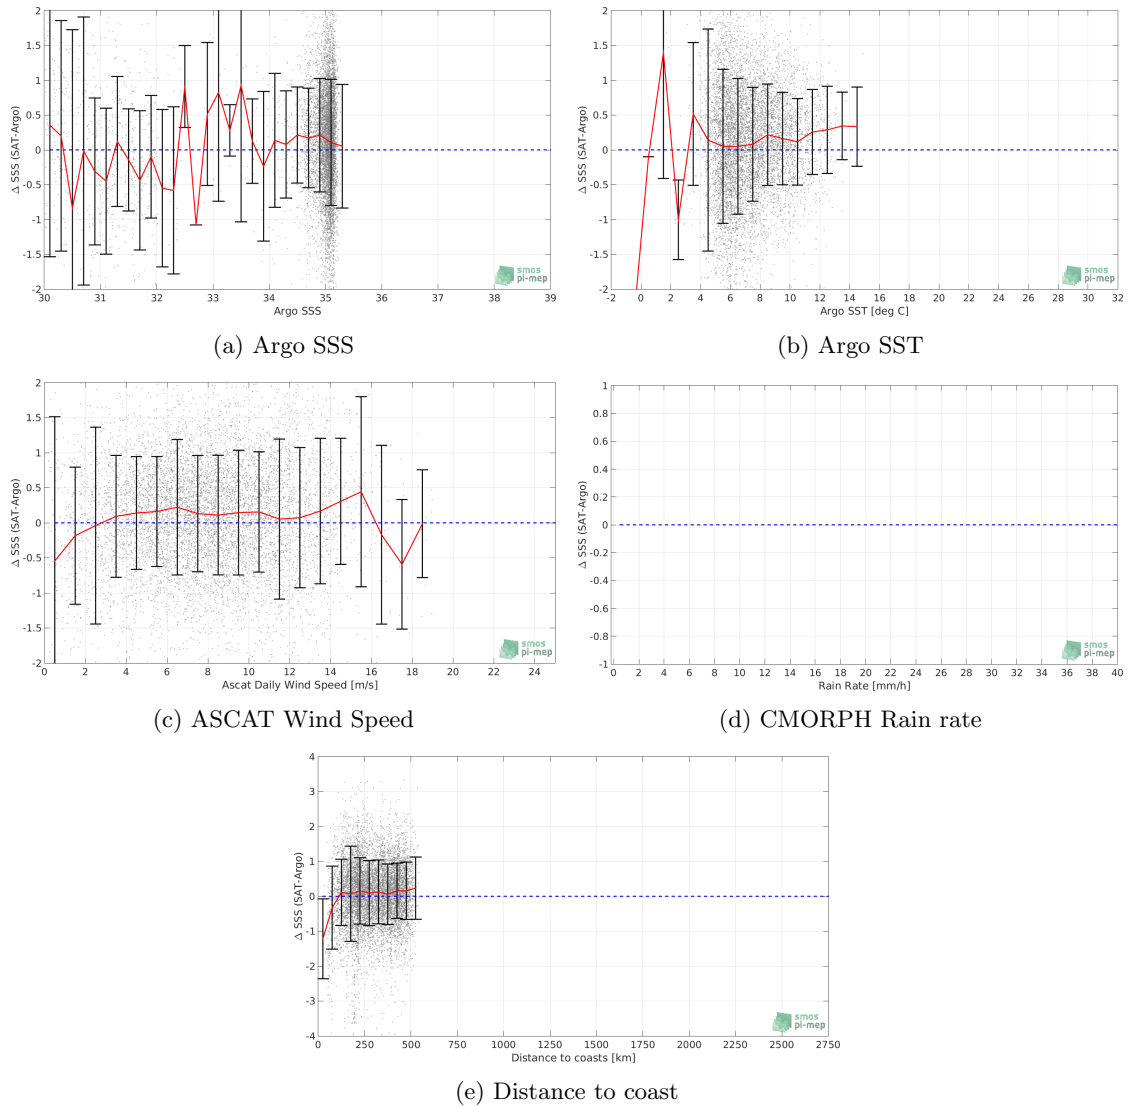 2
1.5
1
0.5
0
-0.5
-1
-1.5
-2
Δ SSS (SAT-Argo)
30 31 32 33 34 35 36 37 38 39
Argo SSS
smos
pi-mep
(a) Argo SSS
2
1.5
1
0.5
0
-0.5
-1
-1.5
-2
Δ SSS (SAT-Argo)
-2 0 2 4 6 8 10 12 14 16 18 20 22 24 26 28 30 32
Argo SST [deg C]
smos
pi-mep
(b) Argo SST
2
1.5
1
0.5
0
-0.5
-1
-1.5
-2
Δ SSS (SAT-Argo)
0 2 4 6 8 10 12 14 16 18 20 22 24
Ascat Daily Wind Speed [m/s]
smos
pi-mep
(c) ASCAT Wind Speed
1
0.8
0.6
0.4
0.2
0
-0.2
-0.4
-0.6
-0.8
-1
Δ SSS (SAT-Argo)
0 2 4 6 8 10 12 14 16 18 20 22 24 26 28 30 32 34 36 38 40
Rain Rate [mm/h]
smos
pi-mep
(d) CMORPH Rain rate
4
3
2
1
0
-1
-2
-3
-4
Δ SSS (SAT-Argo)
0 250 500 750 1000 1250 1500 1750 2000 2250 2500 2750
Distance to coasts [km]
smos
pi-mep
(e) Distance to coast